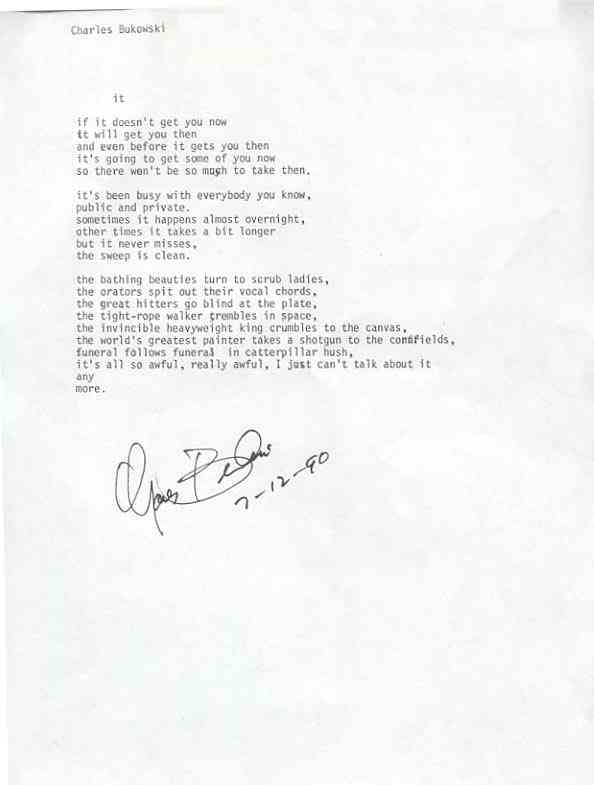 Charles Bukowski
it
if it doesn't get you now
it will get you then
and even before it gets you then
it's going to get some of you now
so there won't be so much to take then.
it's been busy with everybody you know,
public and private.
sometimes it happens almost overnight,
other times it takes a bit longer
but it never misses,
the sweep is clean.
the bathing beauties turn to scrub ladies,
the orators spit out their vocal chords,
the great hitters go blind at the plate,
the tight-rope walker trembles in space,
the invincible heavyweight king crumbles to the canvas,
the world's greatest painter takes a shotgun to the cornfields,
funeral follows funeral in catterpillar hush,
it's all so awful, really awful, I just can't talk about it
any
more.
Charles Bukowski
7-12-90